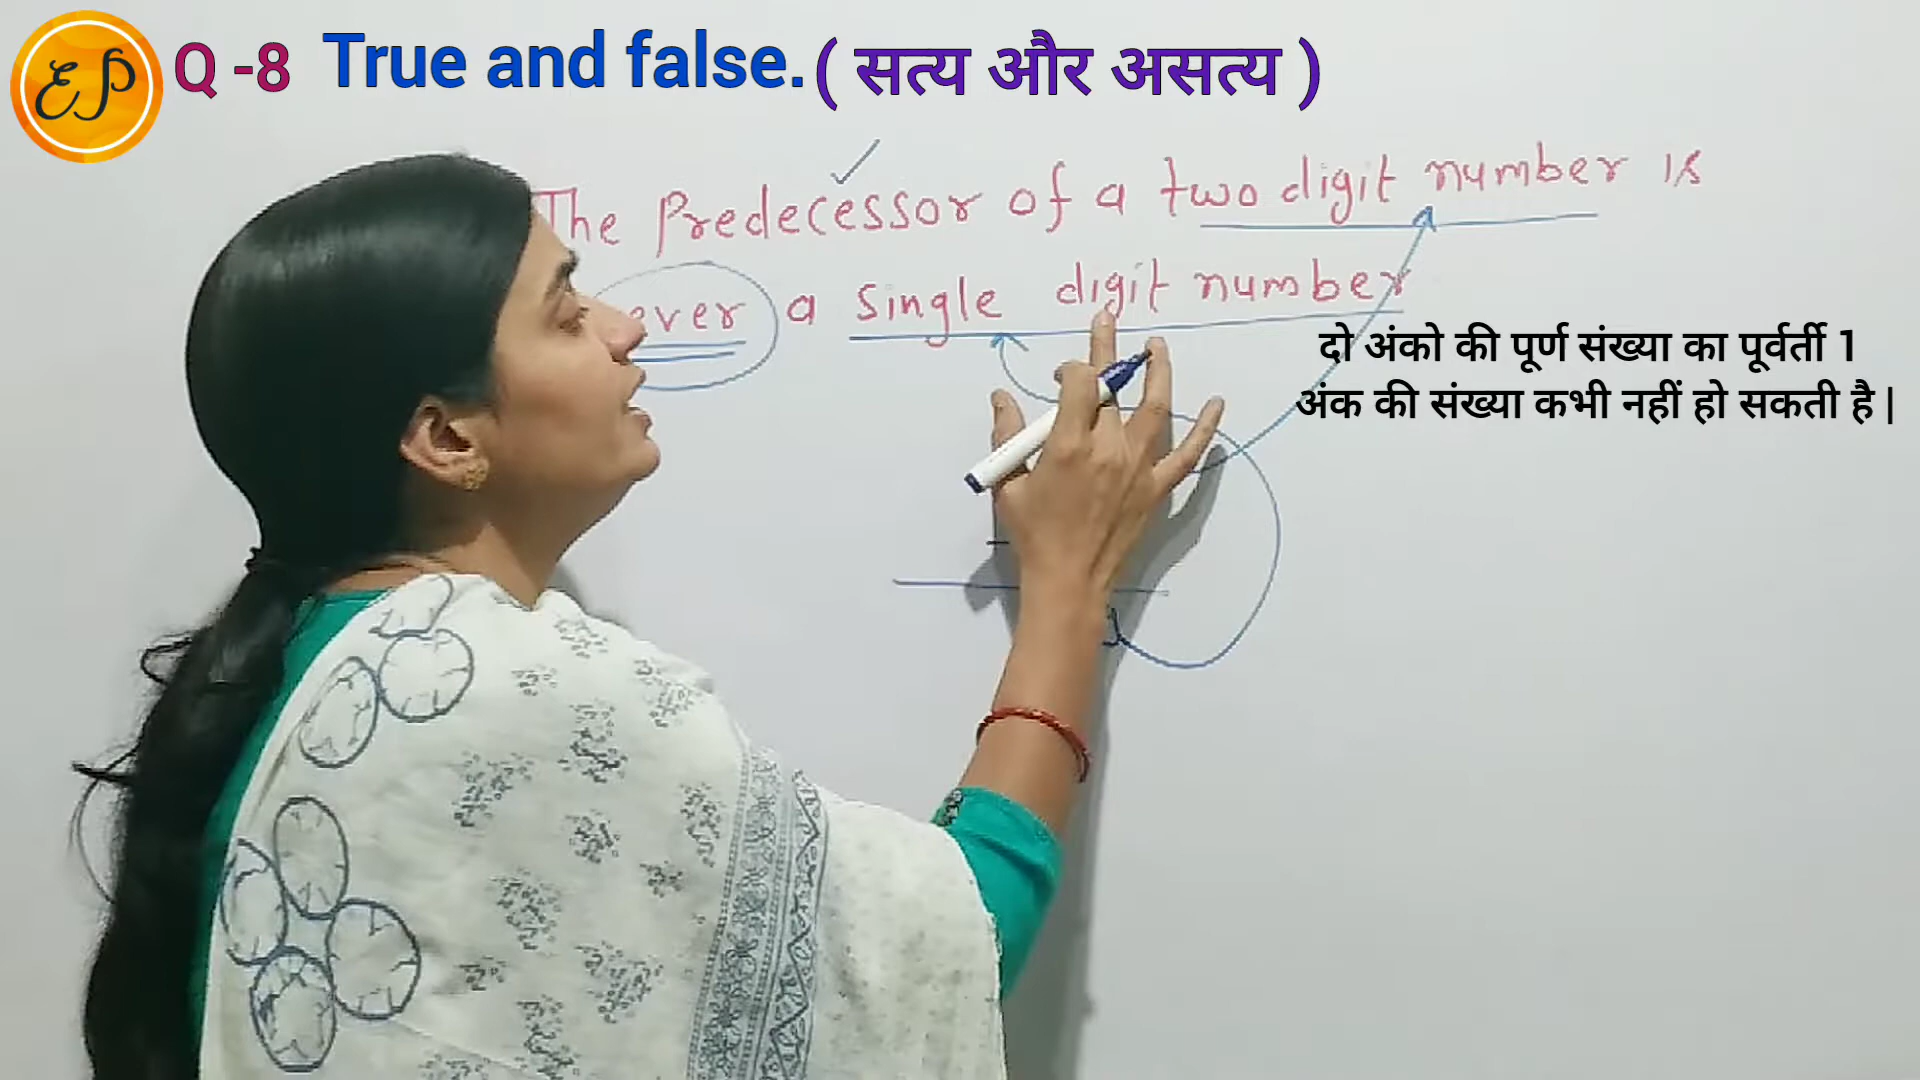 EP
Q -8 True and false. ( सत्य और असत्य )
The Predecessor of a two digit number is
a single digit number
दो अंको की पूर्ण संख्या का पूर्वर्ती 1
अंक की संख्या कभी नहीं हो सकती है |